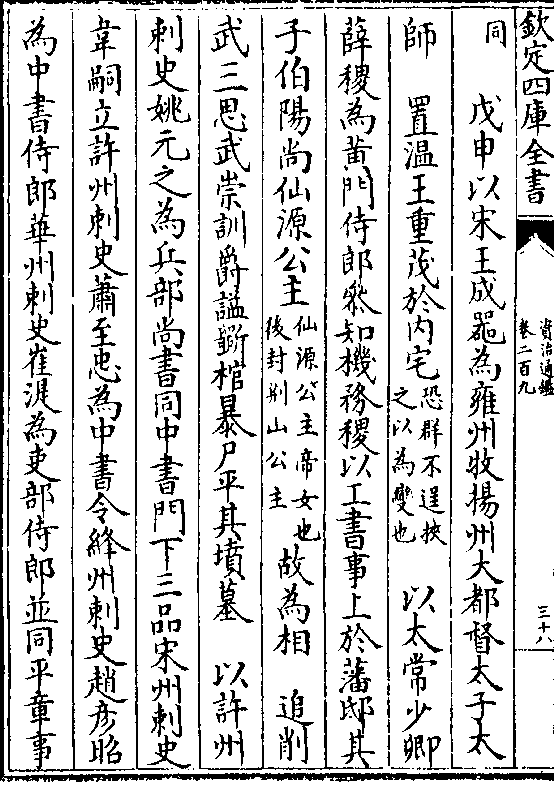 欽定四庫全書
資治通鑑
卷二百九
三十八
同
戊申以宋王成器為雍州牧揚州大都督太子太
師 置温王重茂於内宅恐群不逞挾之以為變也 以太常少卿
薛稷為黄門侍郎參知機務稷以工書事上於藩邸其
子伯陽尚仙源公主仙源公主帝女也後封荆山公主故為相 追削
武三思武崇訓爵諡斵棺暴尸平其墳墓 以許州
刺史姚元之為兵部尚書同中書門下三品宋州刺史
韋嗣立許州刺史蕭至忠為中書令絳州刺史趙彦昭
為中書侍郎華州刺史崔湜為吏部侍郎並同平章事